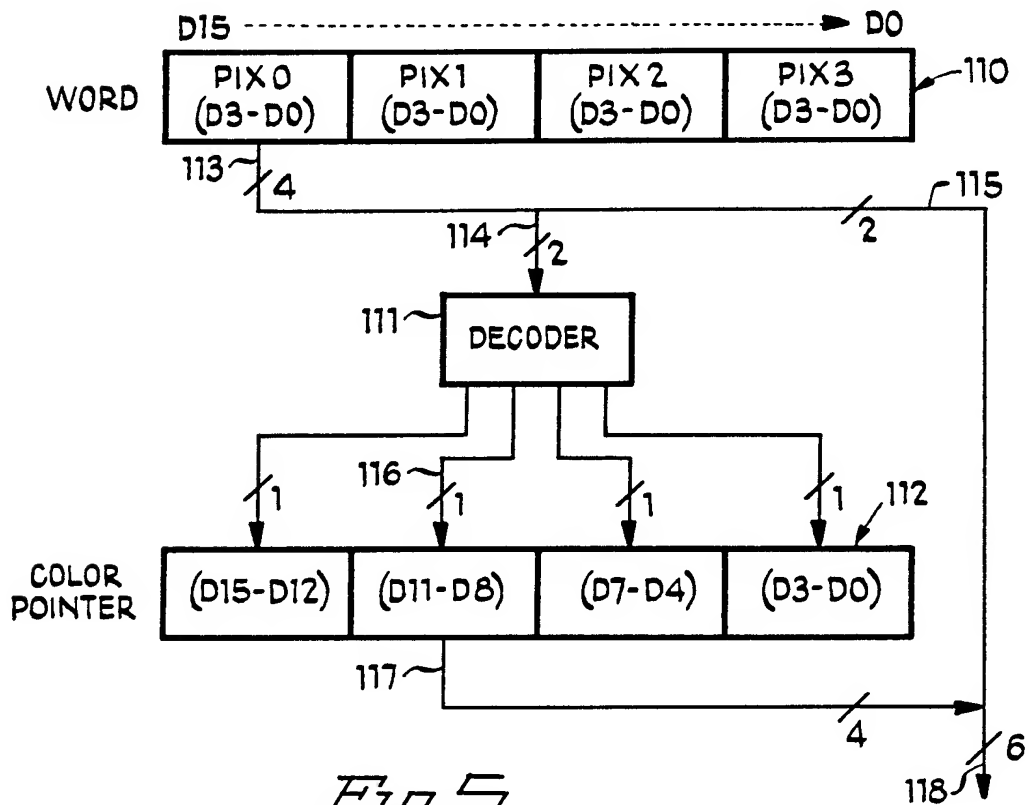 D15 D0
WORD
PIX0 (D3-D0)
PIX1 (D3-D0)
PIX2 (D3-D0)
PIX3 (D3-D0)
110
113
4
114
2
2
115
111
DECODER
116
1
1
1
1
112
COLOR POINTER
(D15-D12)
(D11-D8)
(D7-D4)
(D3-D0)
117
4
6
118
FIG. 5